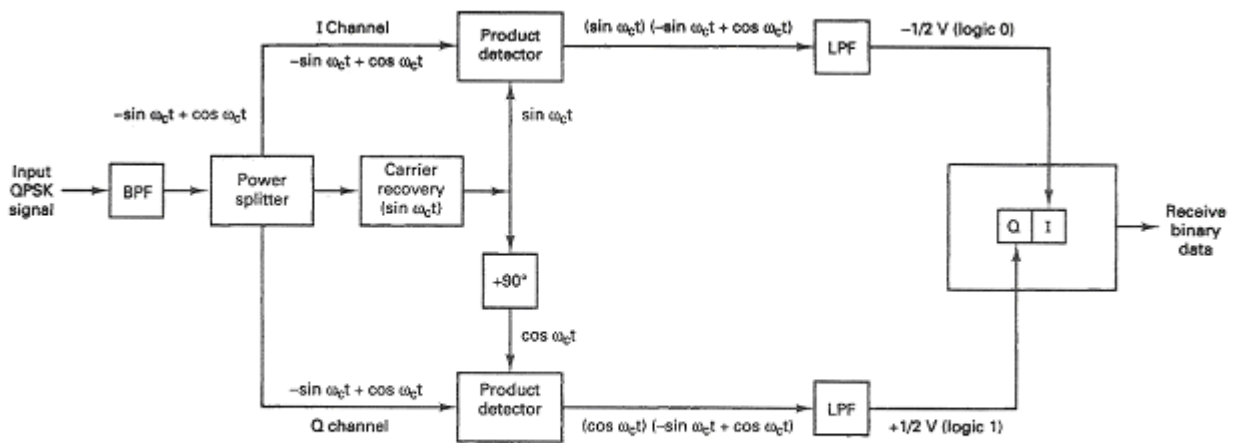 I Channel
−sin ωct + cos ωct
Product
detector
(sin ωct) (−sin ωct + cos ωct)
LPF
−1/2 V (logic 0)
−sin ωct + cos ωct
sin ωct
Input
QPSK
signal
BPF
Power
splitter
Carrier
recovery
(sin ωct)
Q I
Receive
binary
data
+90°
cos ωct
−sin ωct + cos ωct
Q channel
Product
detector
(cos ωct) (−sin ωct + cos ωct)
LPF
+1/2 V (logic 1)